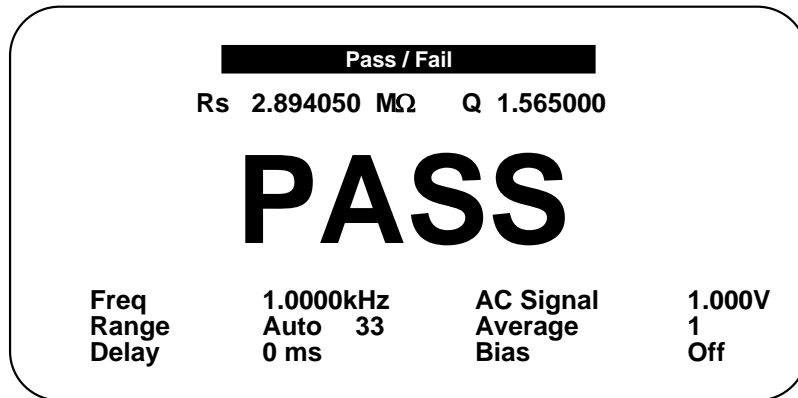 Pass / Fail
Rs 2.894050 MΩ Q 1.565000
PASS
Freq 1.0000kHz AC Signal 1.000V
Range Auto 33 Average 1
Delay 0 ms Bias Off